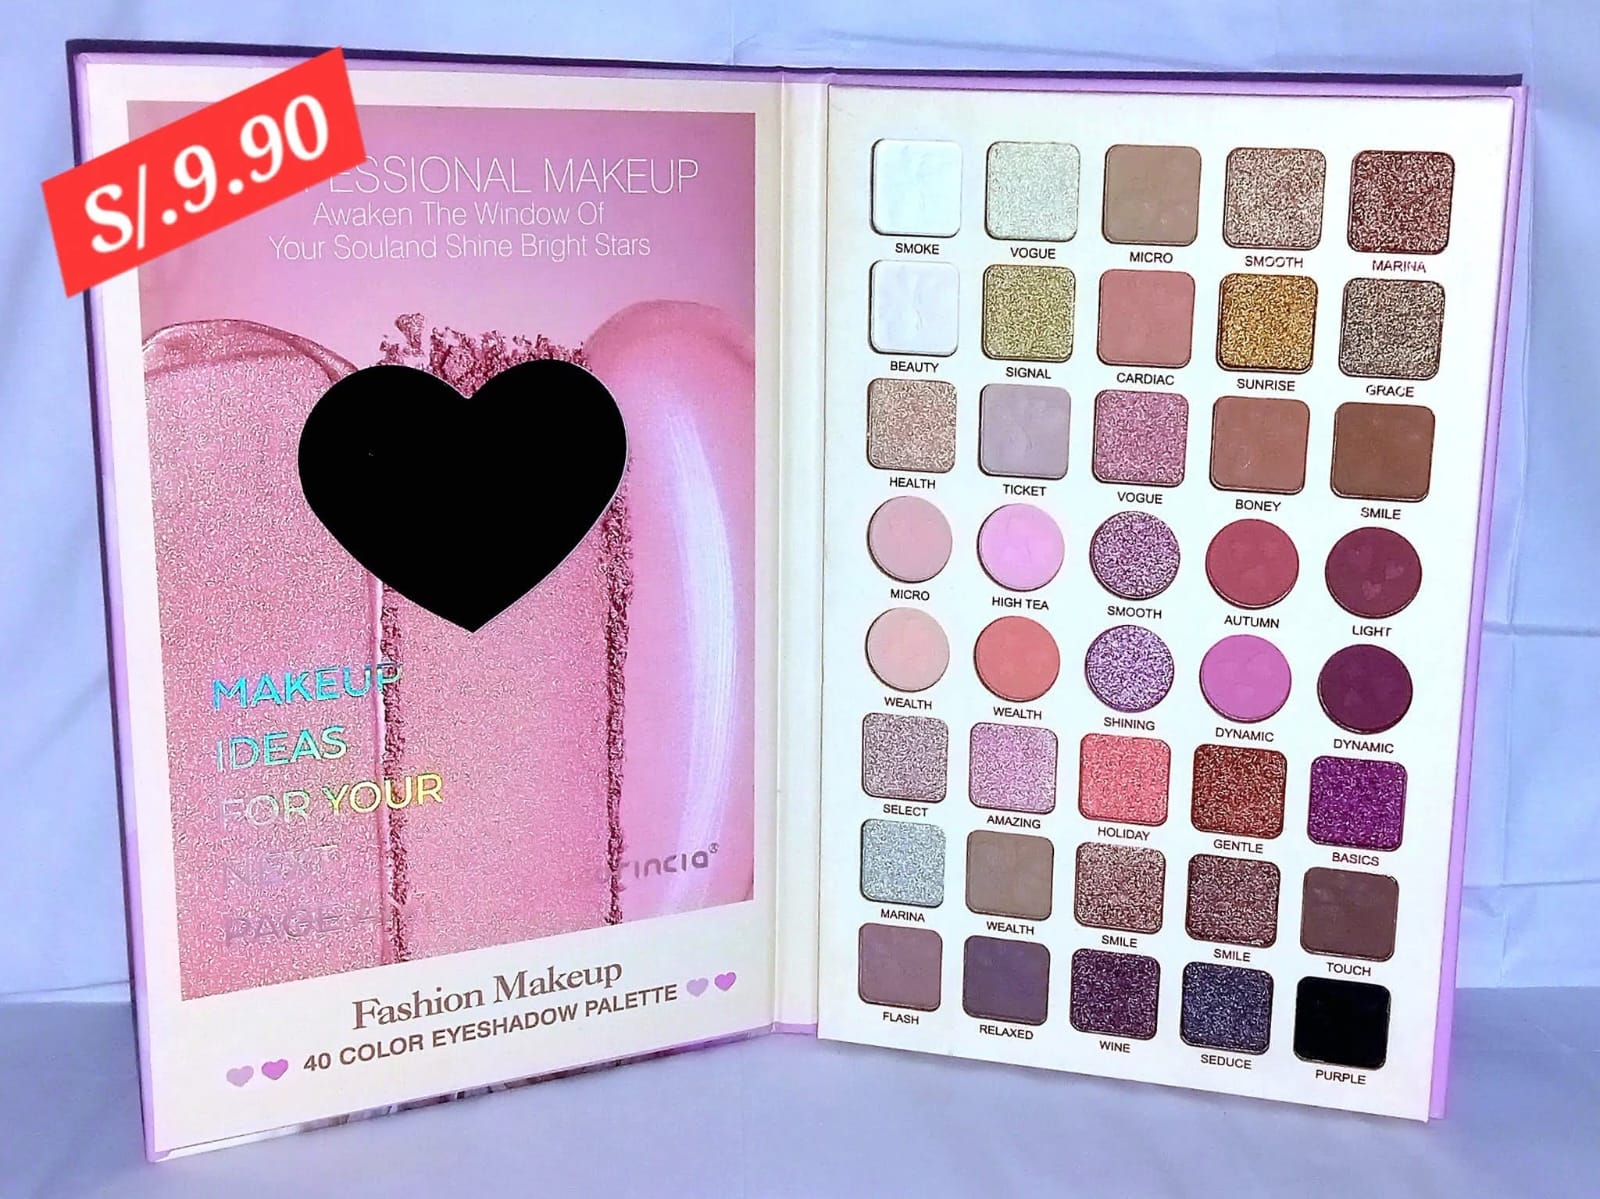 S/.9.90
MAKEUP
Awaken The Window Of
Your Souland Shine Bright Stars
MAKEUP
IDEAS
FOR YOUR
NEXT
PAGE
Fashion Makeup
40 COLOR EYESHADOW PALETTE
SMOKE VOGUE MICRO SMOOTH MARINA
BEAUTY SIGNAL CARDIAC SUNRISE GRACE
HEALTH TICKET VOGUE BONEY SMILE
MICRO HIGH TEA SMOOTH AUTUMN LIGHT
WEALTH WEALTH SHINING DYNAMIC DYNAMIC
SELECT AMAZING HOLIDAY GENTLE BASICS
MARINA WEALTH SMILE SMILE TOUCH
FLASH RELAXED WINE SEDUCE PURPLE